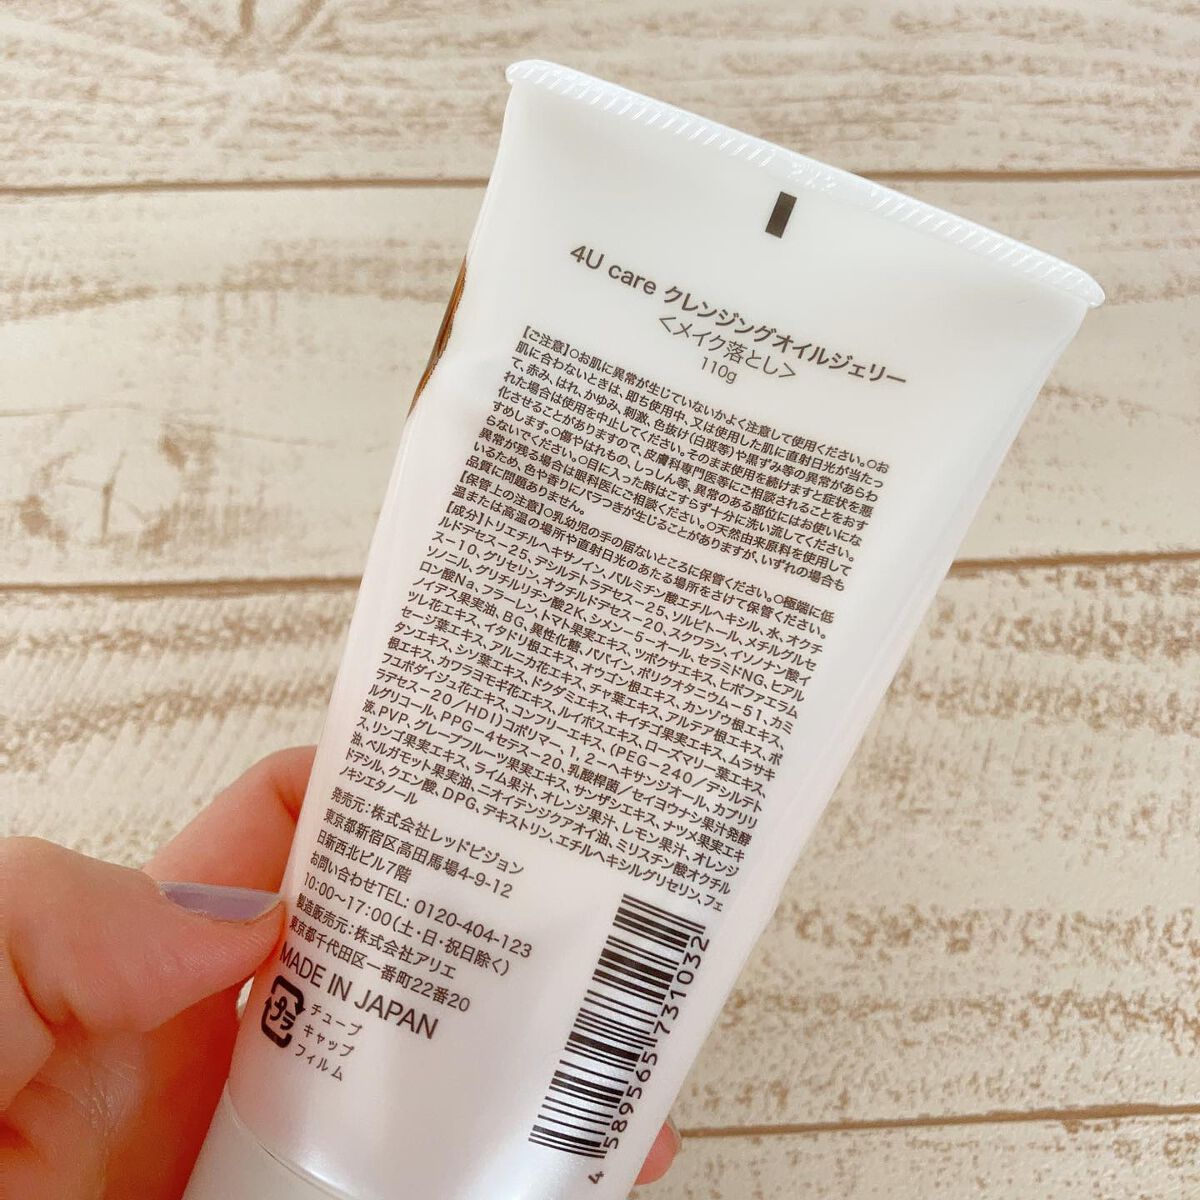 4U care クレンジングオイルジェリー
<メイク落とし>
110g
【ご注意】○お肌に異常が生じていないかよく注意して使用ください。○お
肌に合わないときは、即ち使用中、又は使用した肌に直射日光が当たっ
て、赤み、はれ、かゆみ、刺激、色抜け(白斑等)や黒ずみ等の異常があらわ
れた場合は使用を中止してください。そのまま使用を続けますと症状を悪
化させることがありますので、皮膚科専門医等にご相談されることをおす
すめします。○傷やはれもの、しっしん等、異常のある部位にはお使いにな
らないでください。○目に入った時はこすらず十分に洗い流してください。
異常が残る場合は眼科医にご相談ください。○天然由来原料を使用して
いるため、色や香りにバラつきが生じることがありますが、いずれの場合も
品質に問題ありません。
【保管上の注意】○乳幼児の手の届ないところに保管ください。○極端に低
温または高温の場所や直射日光のあたる場所をさけて保管ください。
【成分】トリエチルヘキサノイン、パルミチン酸エチルヘキシル、水、オクチ
ルドデセス－25、デシルテトラデセス－25、ソルビトール、メチルグルセ
ス－10、グリセリン、オクチルドデセス－20、スクワラン、イソノナン酸イ
ソノニル、グリチルリチン酸2K、シメン－5－オール、セラミドNG、ヒアル
ロン酸Na、フラーレン、トマト果実エキス、ツボクサエキス、ヒポファエラム
ノイデス果実油、BG、異性化糖、パパイン、ポリクオタニウム－51、カミ
ツレ花エキス、イタドリ根エキス、オウゴン根エキス、カンゾウ根エキス、
セージ葉エキス、アルニカ花エキス、チャ葉エキス、アルテア根エキス、ボ
タンエキス、シソ葉エキス、ドクダミエキス、キイチゴ果実エキス、ムラサキ
根エキス、カワラヨモギ花エキス、ルイボスエキス、ローズマリー葉エキス、
フユボダイジュ花エキス、コンフリーエキス、(PEG－240/デシルテト
ラデセス－20/HDI)コポリマー、1,2－ヘキサンジオール、カプリリ
ルグリコール、PPG－4セテス－20、乳酸桿菌/セイヨウナシ果汁発酵
液、PVP、グレープフルーツ果実エキス、サンザシエキス、ナツメ果実エキ
ス、リンゴ果実エキス、ライム果汁、オレンジ果汁、レモン果汁、オレンジ
油、ベルガモット果実油、ニオイテンジクアオイ油、ミリスチン酸オクチル
ドデシル、クエン酸、DPG、デキストリン、エチルヘキシルグリセリン、フェ
ノキシエタノール
発売元：株式会社レッドビジョン
東京都新宿区高田馬場4-9-12
日新西北ビル7階
お問い合わせTEL: 0120-404-123
10:00〜17:00(土・日・祝日除く)
製造販売元：株式会社アリエ
東京都千代田区一番町22番20
MADE IN JAPAN
プラ
チューブ
キャップ
フィルム
4 589565 731032